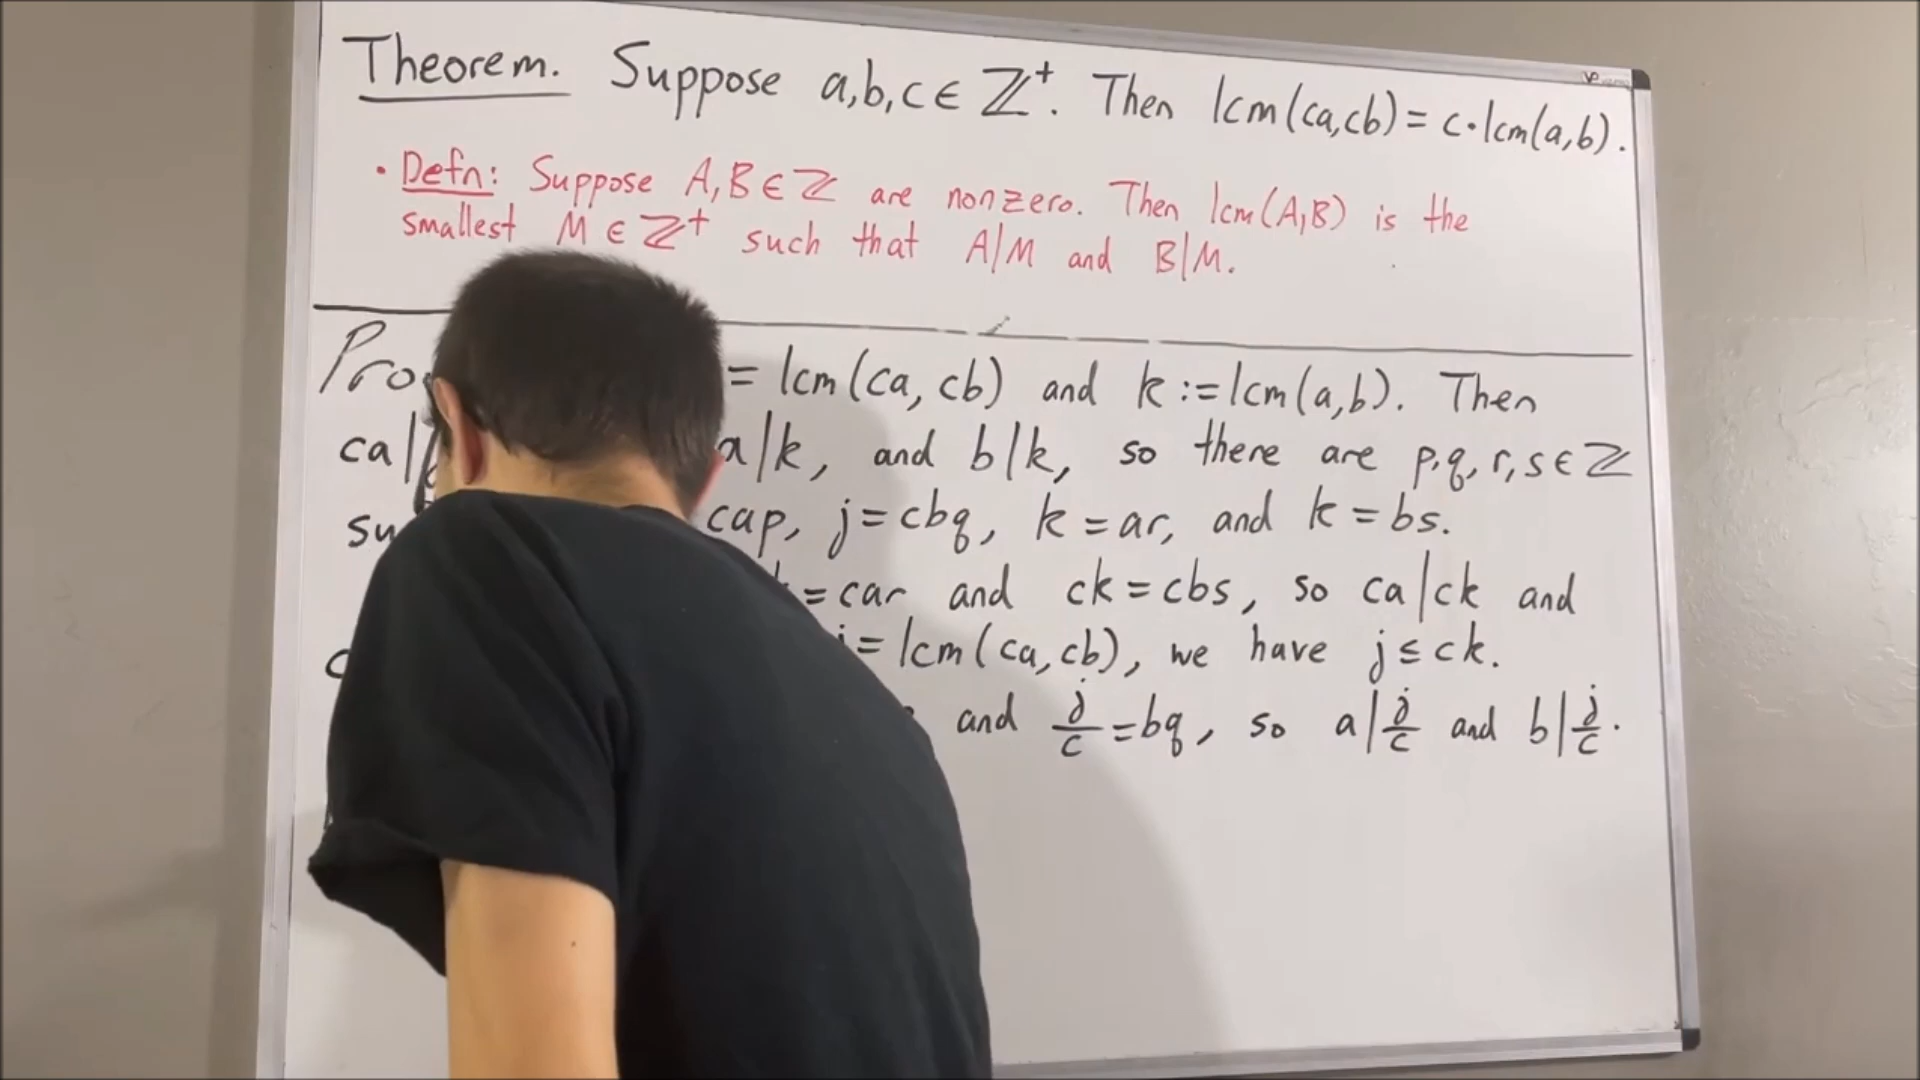 Theorem. Suppose a,b,c ∈ ℤ⁺. Then lcm(ca,cb) = c·lcm(a,b).
• Defn: Suppose A,B ∈ ℤ are nonzero. Then lcm(A,B) is the
smallest M ∈ ℤ⁺ such that A|M and B|M.
= lcm(ca, cb) and k := lcm(a,b). Then
ca| a|k, and b|k, so there are p,q,r,s ∈ ℤ
cap, j = cbq, k = ar, and k = bs.
= car and ck = cbs, so ca|ck and
j = lcm(ca,cb), we have j ≤ ck.
and j/c = bq, so a|j/c and b|j/c.